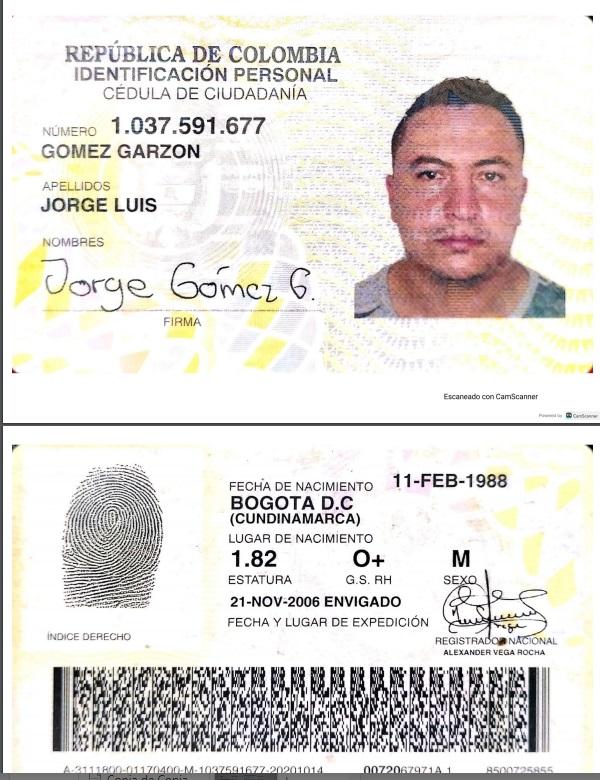 REPÚBLICA DE COLOMBIA
IDENTIFICACIÓN PERSONAL
CÉDULA DE CIUDADANÍA
NÚMERO 1.037.591.677
GOMEZ GARZON
APELLIDOS
JORGE LUIS
NOMBRES
Jorge Gómez G.
FIRMA
Escaneado con CamScanner
Powered by CamScanner
FECHA DE NACIMIENTO 11-FEB-1988
BOGOTA D.C
(CUNDINAMARCA)
LUGAR DE NACIMIENTO
1.82 O+ M
ESTATURA G.S. RH SEXO
21-NOV-2006 ENVIGADO
FECHA Y LUGAR DE EXPEDICIÓN
ÍNDICE DERECHO
REGISTRADOR NACIONAL
ALEXANDER VEGA ROCHA
A-3111800-01170400-M-1037591677-20201014 0072067971A 1 8500725855
Copia de Copia